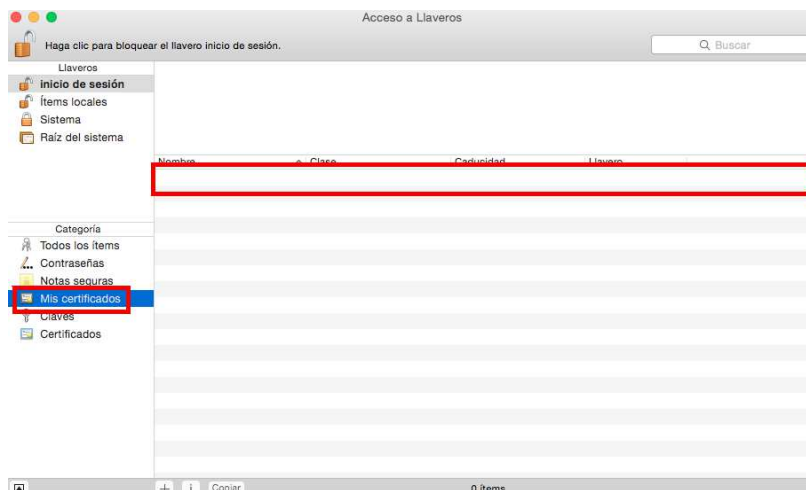 Acceso a Llaveros
Haga clic para bloquear el llavero inicio de sesión.
Buscar
Llaveros
inicio de sesión
Ítems locales
Sistema
Raíz del sistema
Nombre Clase Caducidad Llavero
Categoría
Todos los ítems
Contraseñas
Notas seguras
Mis certificados
Claves
Certificados
+ i Copiar 0 ítems